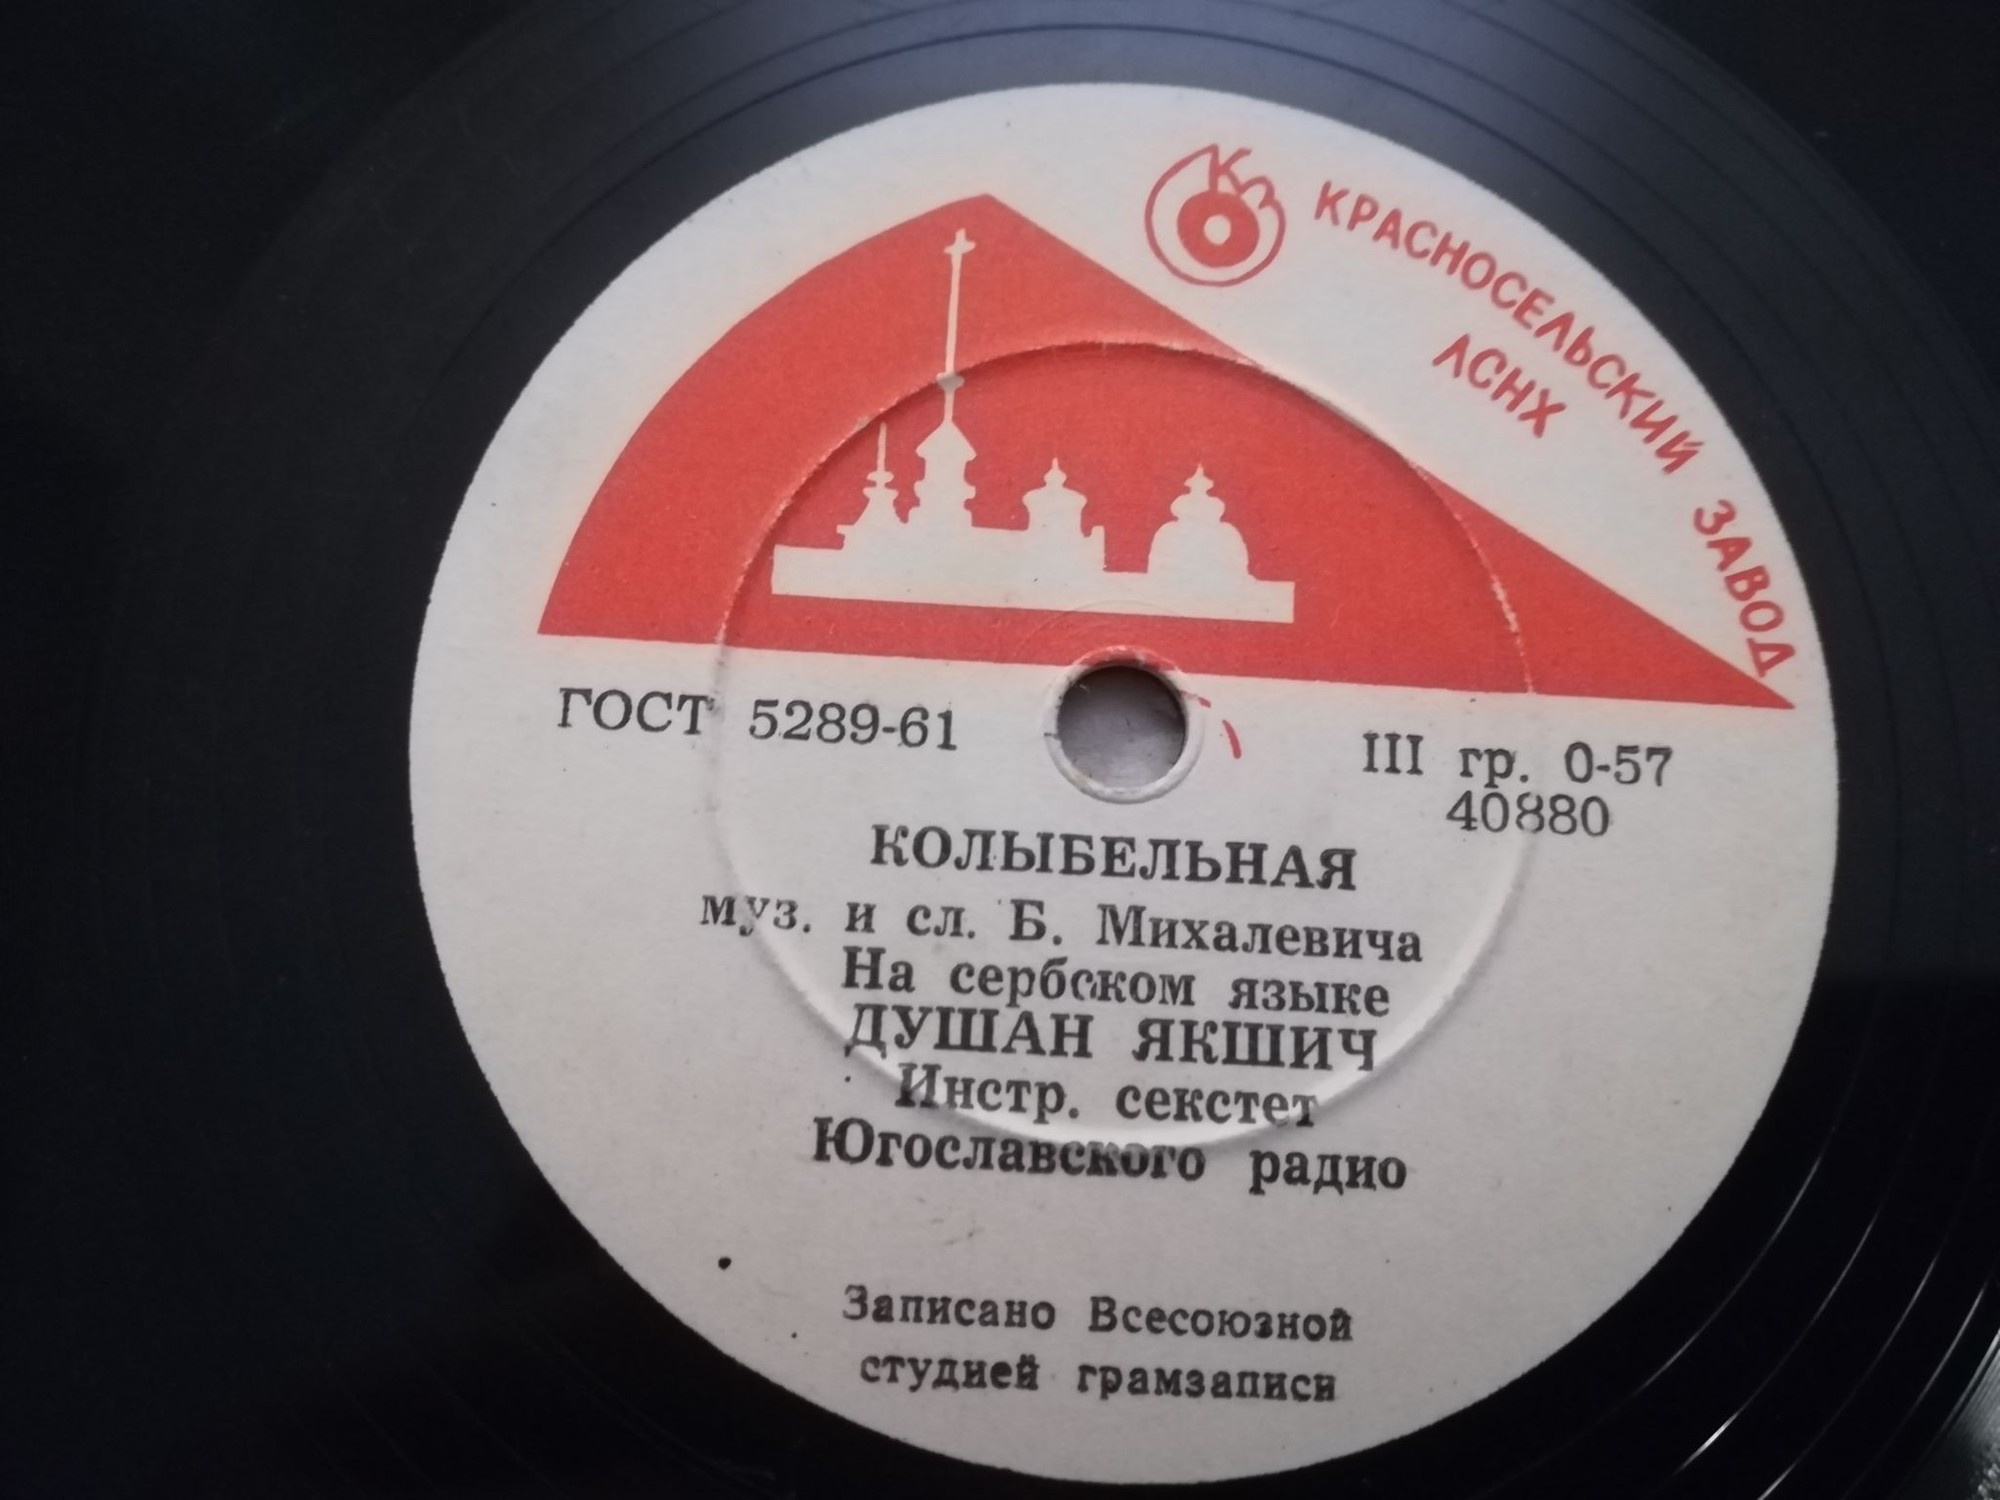 КЗ
КРАСНОСЕЛЬСКИЙ ЗАВОД
ЛСНХ
ГОСТ 5289-61
III гр. 0-57
40880
КОЛЫБЕЛЬНАЯ
муз. и сл. Б. Михалевича
На сербском языке
ДУШАН ЯКШИЧ
Инстр. секстет
Югославского радио
Записано Всесоюзной
студией грамзаписи